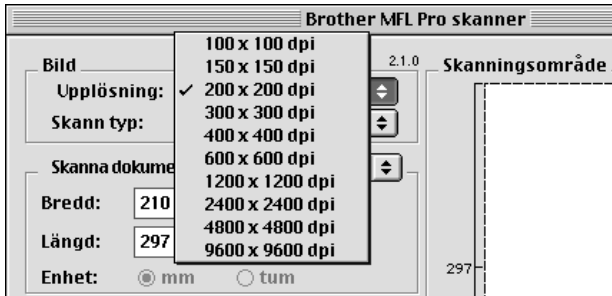 Brother MFL Pro skanner
Bild
2.1.0
Skanningsområde
Upplösning:
100 x 100 dpi
150 x 150 dpi
✓ 200 x 200 dpi
300 x 300 dpi
400 x 400 dpi
600 x 600 dpi
1200 x 1200 dpi
2400 x 2400 dpi
4800 x 4800 dpi
9600 x 9600 dpi
Skann typ:
Skanna dokume
Bredd: 210
Längd: 297
Enhet: mm tum
297